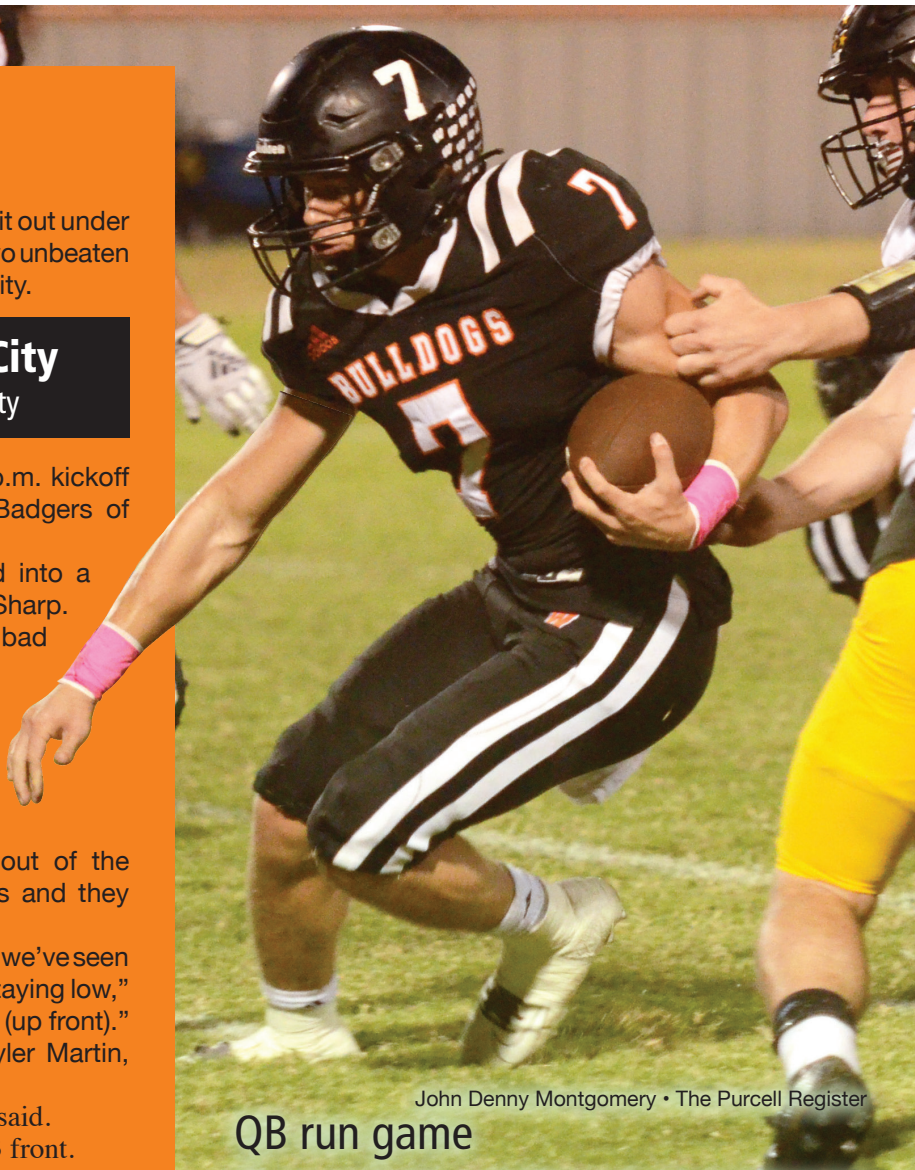 it out under
o unbeaten
ity.
City
ty
p.m. kickoff
Badgers of
d into a
Sharp.
bad
out of the
s and they
we’ve seen
taying low,”
(up front).”
yler Martin,
said.
front.
7
7
BULLDOGS
7
John Denny Montgomery • The Purcell Register
QB run game